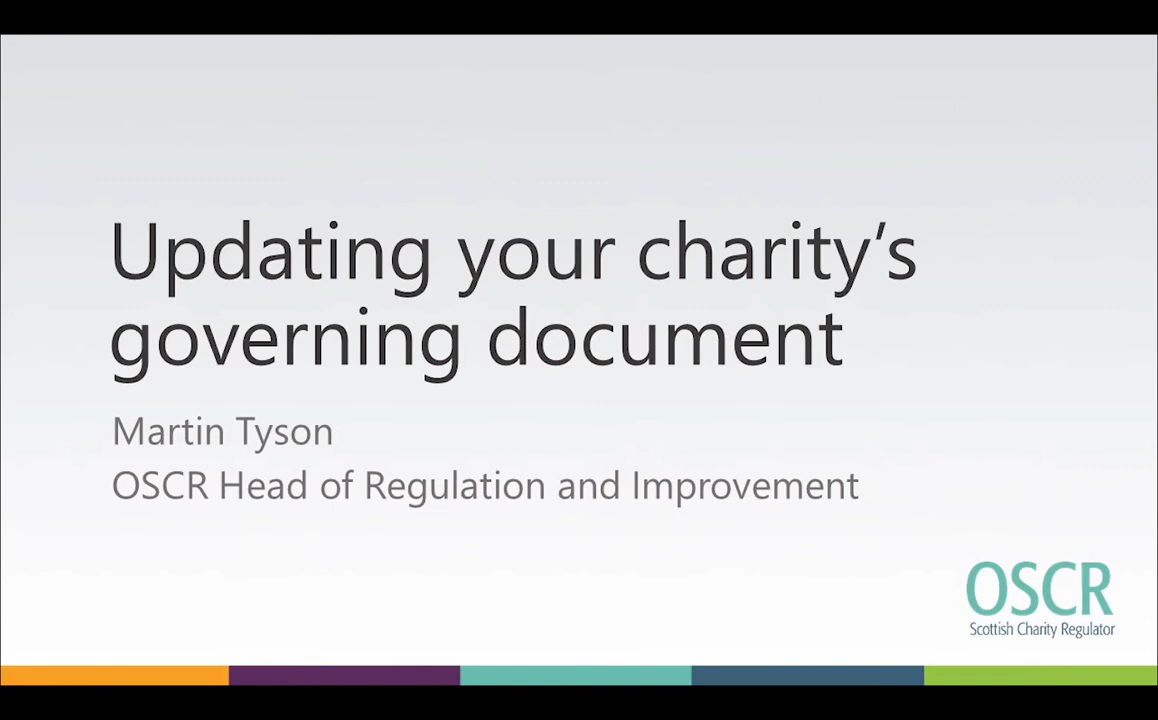 Updating your charity’s
governing document
Martin Tyson
OSCR Head of Regulation and Improvement
OSCR
Scottish Charity Regulator